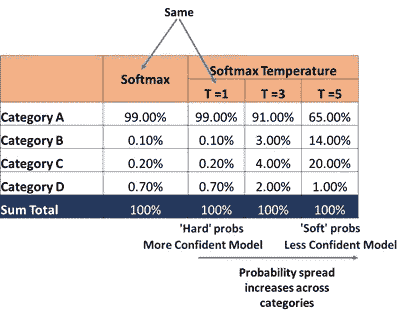 Same
Softmax Softmax Temperature
T =1 T =3 T =5
Category A 99.00% 99.00% 91.00% 65.00%
Category B 0.10% 0.10% 3.00% 14.00%
Category C 0.20% 0.20% 4.00% 20.00%
Category D 0.70% 0.70% 2.00% 1.00%
Sum Total 100% 100% 100% 100%
'Hard' probs 'Soft' probs
More Confident Model Less Confident Model
Probability spread
increases across
categories